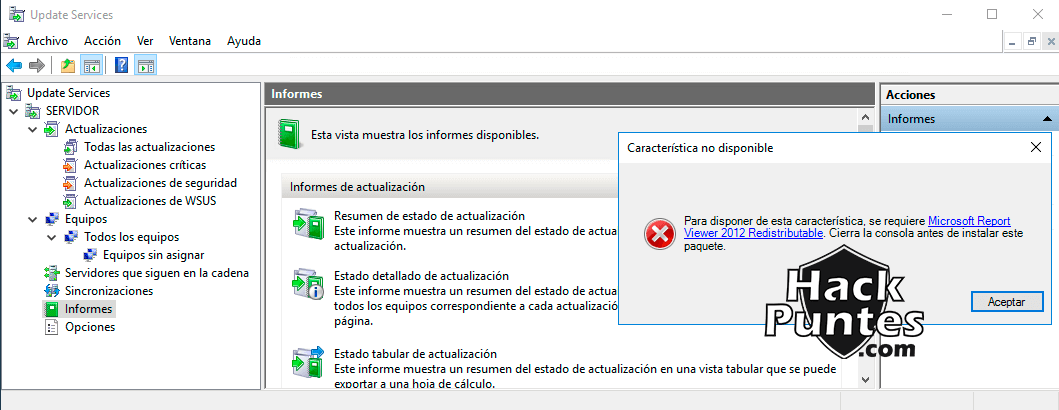 Update Services
Archivo Acción Ver Ventana Ayuda
Update Services
SERVIDOR
Actualizaciones
Todas las actualizaciones
Actualizaciones críticas
Actualizaciones de seguridad
Actualizaciones de WSUS
Equipos
Todos los equipos
Equipos sin asignar
Servidores que siguen en la cadena
Sincronizaciones
Informes
Opciones
Informes
Esta vista muestra los informes disponibles.
Informes de actualización
Resumen de estado de actualización
Este informe muestra un resumen del estado de
actualización.
Estado detallado de actualización
Este informe muestra un resumen del estado de
todos los equipos correspondiente a cada
página.
Estado tabular de actualización
Este informe muestra un resumen del estado de actualización en una vista tabular que se puede
exportar a una hoja de cálculo.
Acciones
Informes
Característica no disponible
Para disponer de esta característica, se requiere Microsoft Report
Viewer 2012 Redistributable. Cierra la consola antes de instalar este
paquete.
Aceptar
Hack
Puntes
.com